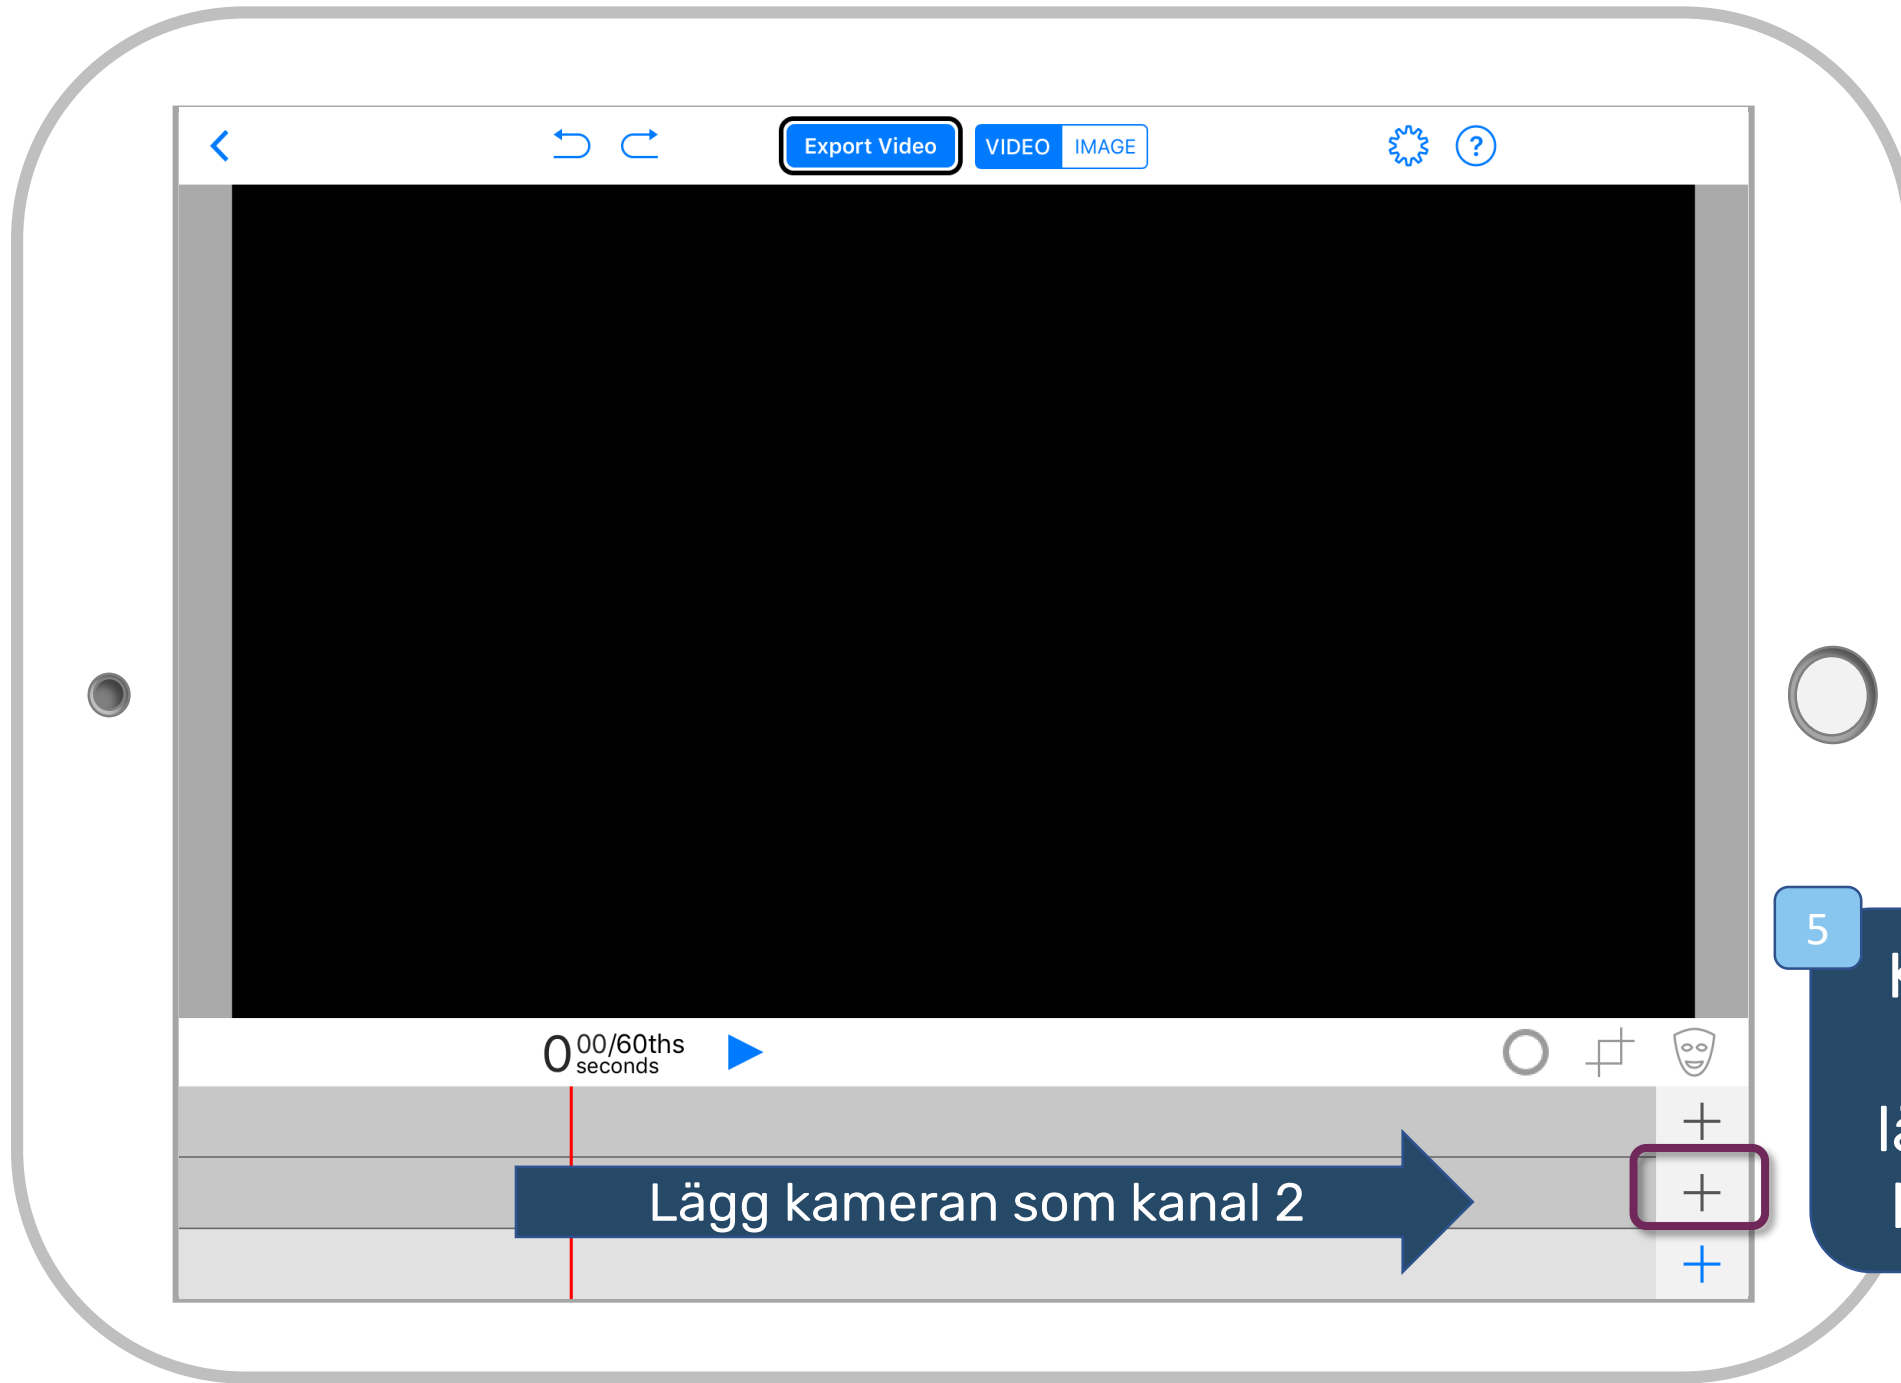 Export Video
VIDEO
IMAGE
?
0 00/60ths
seconds
5
Lägg kameran som kanal 2